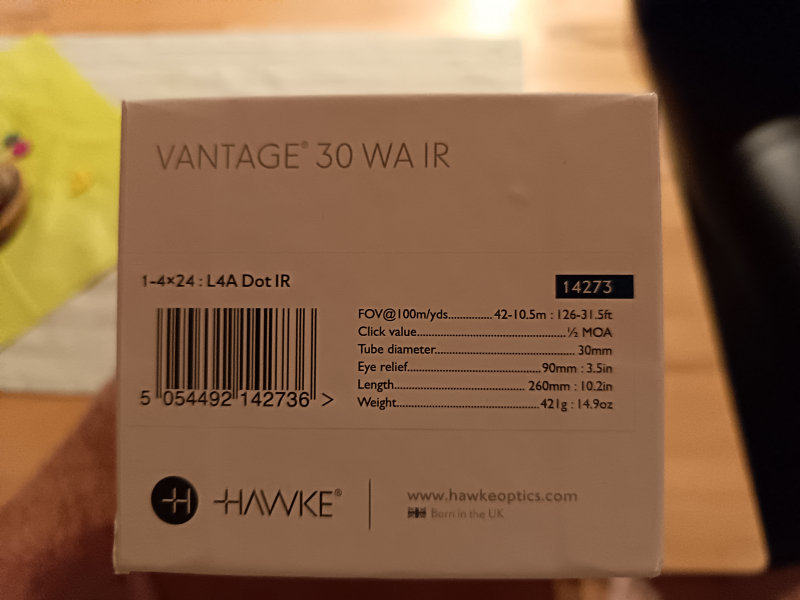 VANTAGE® 30 WA IR
1-4×24 : L4A Dot IR
14273
FOV@100m/yds...............42-10.5m : 126-31.5ft
Click value..................................................½ MOA
Tube diameter..............................................30mm
Eye relief.............................................90mm : 3.5in
Length............................................260mm : 10.2in
Weight...............................................421g : 14.9oz
5 054492 142736 >
H HAWKE®
www.hawkeoptics.com
Born in the UK